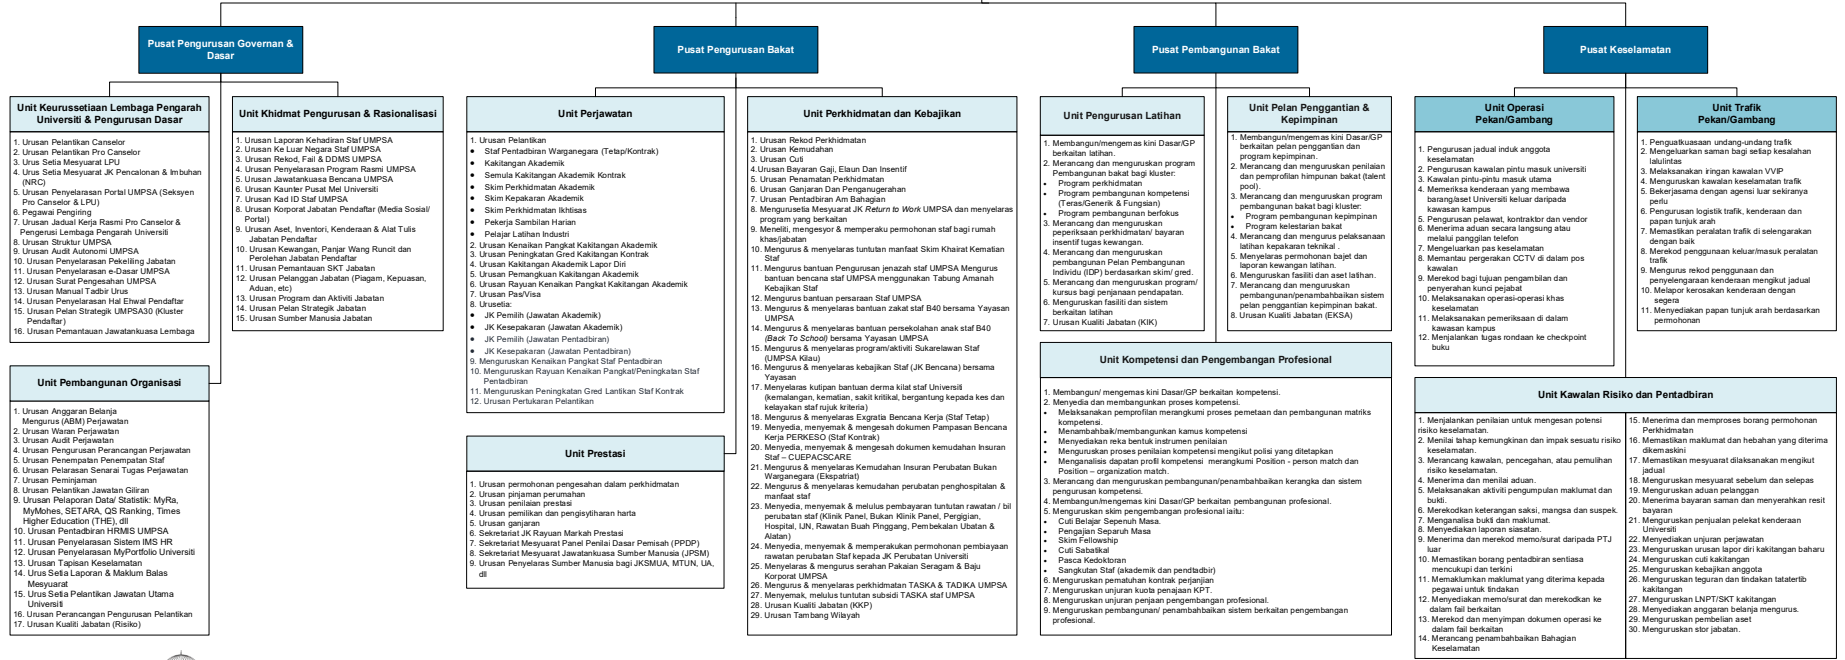 Pusat Pengurusan Governan &
Dasar
Unit Keurussetiaan Lembaga Pengarah
Universiti & Pengurusan Dasar
1. Urusan Pelantikan Canselor
2. Urusan Pelantikan Pro Canselor
3. Urus Setia Mesyuarat LPU
4. Urus Setia Mesyuarat JK Pencalonan & Imbuhan
(NRC)
5. Urusan Penyelarasan Portal UMPSA (Seksyen
Pro Canselor & LPU)
6. Pegawai Pengiring
7. Urusan Jadual Kerja Rasmi Pro Canselor &
Pengerusi Lembaga Pengarah Universiti
8. Urusan Struktur UMPSA
9. Urusan Audit Autonomi UMPSA
10. Urusan Penyelarasan Pekeliling Jabatan
11. Urusan Penyelarasan e-Dasar UMPSA
12. Urusan Surat Pengesahan UMPSA
13. Urusan Manual Tadbir Urus
14. Urusan Penyelarasan Hal Ehwal Pendaftar
15. Urusan Pelan Strategik UMPSA30 (Kluster
Pendaftar)
16. Urusan Pemantauan Jawatankuasa Lembaga
Unit Khidmat Pengurusan & Rasionalisasi
1. Urusan Laporan Kehadiran Staf UMPSA
2. Urusan Ke Luar Negara Staf UMPSA
3. Urusan Rekod, Fail & DDMS UMPSA
4. Urusan Penyelarasan Program Rasmi UMPSA
5. Urusan Jawatankuasa Bencana UMPSA
6. Urusan Kaunter Pusat Mel Universiti
7. Urusan Kad ID Staf UMPSA
8. Urusan Korporat Jabatan Pendaftar (Media Sosial/
Portal)
9. Urusan Aset, Inventori, Kenderaan & Alat Tulis
Jabatan Pendaftar
10. Urusan Kewangan, Panjar Wang Runcit dan
Perolehan Jabatan Pendaftar
11. Urusan Pemantauan SKT Jabatan
12. Urusan Pelanggan Jabatan (Piagam, Kepuasan,
Aduan, etc)
13. Urusan Program dan Aktiviti Jabatan
14. Urusan Pelan Strategik Jabatan
15. Urusan Sumber Manusia Jabatan
Unit Pembangunan Organisasi
1. Urusan Anggaran Belanja
Mengurus (ABM) Perjawatan
2. Urusan Waran Perjawatan
3. Urusan Audit Perjawatan
4. Urusan Pengurusan Perancangan Perjawatan
5. Urusan Penempatan Penempatan Staf
6. Urusan Pelarasan Senarai Tugas Perjawatan
7. Urusan Peminjaman
8. Urusan Pelantikan Jawatan Giliran
9. Urusan Pelaporan Data/ Statistik: MyRa,
MyMohes, SETARA, QS Ranking, Times
Higher Education (THE), dll
10. Urusan Pentadbiran HRMIS UMPSA
11. Urusan Penyelarasan Sistem IMS HR
12. Urusan Penyelarasan MyPortfolio Universiti
13. Urusan Tapisan Keselamatan
14. Urus Setia Laporan & Maklum Balas
Mesyuarat
15. Urus Setia Pelantikan Jawatan Utama
Universiti
16. Urusan Perancangan Pengurusan Pelantikan
17. Urusan Kualiti Jabatan (Risiko)
Pusat Pengurusan Bakat
Unit Perjawatan
1. Urusan Pelantikan
• Staf Pentadbiran Warganegara (Tetap/Kontrak)
• Kakitangan Akademik
• Semula Kakitangan Akademik Kontrak
• Skim Perkhidmatan Akademik
• Skim Kepakaran Akademik
• Skim Perkhidmatan Ikhtisas
• Pekerja Sambilan Harian
• Pelajar Latihan Industri
2. Urusan Kenaikan Pangkat Kakitangan Akademik
3. Urusan Peningkatan Gred Kakitangan Kontrak
4. Urusan Kakitangan Akademik Lapor Diri
5. Urusan Pemangkuan Kakitangan Akademik
6. Urusan Rayuan Kenaikan Pangkat Kakitangan Akademik
7. Urusan Pas/Visa
8. Urusetia:
• JK Pemilih (Jawatan Akademik)
• JK Kesepakaran (Jawatan Akademik)
• JK Pemilih (Jawatan Pentadbiran)
• JK Kesepakaran (Jawatan Pentadbiran)
9. Menguruskan Kenaikan Pangkat Staf Pentadbiran
10. Menguruskan Rayuan Kenaikan Pangkat/Peningkatan Staf
Pentadbiran
11. Menguruskan Peningkatan Gred Lantikan Staf Kontrak
12. Urusan Pertukaran Pelantikan
Unit Prestasi
1. Urusan permohonan pengesahan dalam perkhidmatan
2. Urusan pinjaman perumahan
3. Urusan penilaian prestasi
4. Urusan pemilikan dan pengisytiharan harta
5. Urusan ganjaran
6. Sekretariat JK Rayuan Markah Prestasi
7. Sekretariat Mesyuarat Panel Penilai Dasar Pemisah (PPDP)
8. Sekretariat Mesyuarat Jawatankuasa Sumber Manusia (JPSM)
9. Urusan Penyelaras Sumber Manusia bagi JKSMUA, MTUN, UA,
dll
Unit Perkhidmatan dan Kebajikan
1. Urusan Rekod Perkhidmatan
2. Urusan Kemudahan
3. Urusan Cuti
4.Urusan Bayaran Gaji, Elaun Dan Insentif
5. Urusan Penamatan Perkhidmatan
6. Urusan Ganjaran Dan Penganugerahan
7. Urusan Pentadbiran Am Bahagian
8. Mengurusetia Mesyuarat JK Return to Work UMPSA dan menyelaras
program yang berkaitan
9. Meneliti, mengesyor & memperaku permohonan staf bagi rumah
khas/jabatan
10. Mengurus & menyelaras tuntutan manfaat Skim Khairat Kematian
Staf
11. Mengurus bantuan Pengurusan jenazah staf UMPSA Mengurus
bantuan bencana staf UMPSA menggunakan Tabung Amanah
Kebajikan Staf
12. Mengurus bantuan persaraan Staf UMPSA
13. Mengurus & menyelaras bantuan zakat staf B40 bersama Yayasan
UMPSA
14. Mengurus & menyelaras bantuan persekolahan anak staf B40
(Back To School) bersama Yayasan UMPSA
15. Mengurus & menyelaras program/aktiviti Sukarelawan Staf
(UMPSA Kilau)
16. Mengurus & menyelaras kebajikan Staf (JK Bencana) bersama
Yayasan
17. Menyelaras kutipan bantuan derma kilat staf Universiti
(kemalangan, kematian, sakit kritikal, bergantung kepada kes dan
kelayakan staf rujuk kriteria)
18. Mengurus & menyelaras Exgratia Bencana Kerja (Staf Tetap)
19. Menyedia, menyemak & mengesah dokumen Pampasan Bencana
Kerja PERKESO (Staf Kontrak)
20. Menyedia, menyemak & mengesah dokumen kemudahan Insuran
Staf – CUEPACSCARE
21. Mengurus & menyelaras Kemudahan Insuran Perubatan Bukan
Warganegara (Ekspatriat)
22. Mengurus & menyelaras kemudahan perubatan penghospitalan &
manfaat staf
23. Menyedia, menyemak & melulus pembayaran tuntutan rawatan / bil
perubatan staf (Klinik Panel, Bukan Klinik Panel, Pergigian,
Hospital, IJN, Rawatan Buah Pinggang, Pembekalan Ubatan &
Alatan)
24. Menyedia, menyemak & memperakukan permohonan pembiayaan
rawatan perubatan Staf kepada JK Perubatan Universiti
25. Menyelaras & mengurus serahan Pakaian Seragam & Baju
Korporat UMPSA
26. Mengurus & menyelaras perkhidmatan TASKA & TADIKA UMPSA
27. Menyemak, melulus tuntutan subsidi TASKA staf UMPSA
28. Urusan Kualiti Jabatan (KKP)
29. Urusan Tambang Wilayah
Pusat Pembangunan Bakat
Unit Pengurusan Latihan
1. Membangun/mengemas kini Dasar/GP
berkaitan latihan.
2. Merancang dan menguruskan program
Pembangunan bakat bagi kluster:
• Program perkhidmatan
• Program pembangunan kompetensi
(Teras/Generik & Fungsian)
• Program pembangunan berfokus
3. Merancang dan menguruskan
peperiksaan perkhidmatan/ bayaran
insentif tugas kewangan.
4. Merancang dan menguruskan
pembangunan Pelan Pembangunan
Individu (IDP) berdasarkan skim/ gred.
5. Merancang dan menguruskan program/
kursus bagi penjanaan pendapatan.
6. Menguruskan fasiliti dan sistem
berkaitan latihan
7. Urusan Kualiti Jabatan (KIK)
Unit Pelan Penggantian &
Kepimpinan
1. Membangun/mengemas kini Dasar/GP
berkaitan pelan penggantian dan
program kepimpinan.
2. Merancang dan menguruskan penilaian
dan pemprofilan himpunan bakat (talent
pool).
3. Merancang dan menguruskan program
pembangunan bakat bagi kluster:
• Program pembangunan kepimpinan
• Program kelestarian bakat
4. Merancang dan mengurus pelaksanaan
latihan kepakaran teknikal .
5. Menyelaras permohonan bajet dan
laporan kewangan latihan.
6. Menguruskan fasiliti dan aset latihan.
7. Merancang dan menguruskan
pembangunan/penambahbaikan sistem
pelan penggantian kepimpinan bakat.
8. Urusan Kualiti Jabatan (EKSA)
Unit Kompetensi dan Pengembangan Profesional
1. Membangun/ mengemas kini Dasar/GP berkaitan kompetensi.
2. Menyedia dan membangunkan proses kompetensi.
• Melaksanakan pemprofilan merangkumi proses pemetaan dan pembangunan matriks
kompetensi.
• Menambahbaik/membangunkan kamus kompetensi
• Menyediakan reka bentuk instrumen penilaian
• Menguruskan proses penilaian kompetensi mengikut polisi yang ditetapkan
• Menganalisis dapatan profil kompetensi merangkumi Position - person match dan
Position – organization match.
3. Merancang dan menguruskan pembangunan/penambahbaikan kerangka dan sistem
pengurusan kompetensi.
4. Membangun/mengemas kini Dasar/GP berkaitan pembangunan profesional.
5. Menguruskan skim pengembangan profesional iaitu:
• Cuti Belajar Sepenuh Masa.
• Pengajian Separuh Masa
• Skim Fellowship
• Cuti Sabatikal
• Pasca Kedoktoran
• Sangkutan Staf (akademik dan pendtadbir)
6. Menguruskan pematuhan kontrak perjanjian
7. Menguruskan unjuran kuota penajaan KPT.
8. Menguruskan unjuran penjaan pengembangan profesional.
9. Menguruskan pembangunan/ penambahbaikan sistem berkaitan pengembangan
profesional.
Pusat Keselamatan
Unit Operasi
Pekan/Gambang
1. Pengurusan jadual induk anggota
keselamatan
2. Pengurusan kawalan pintu masuk universiti
3. Kawalan pintu-pintu masuk utama
4. Memeriksa kenderaan yang membawa
barang/aset Universiti keluar daripada
kawasan kampus
5. Pengurusan pelawat, kontraktor dan vendor
6. Menerima aduan secara langsung atau
melalui panggilan telefon
7. Mengeluarkan pas keselamatan
8. Memantau pergerakan CCTV di dalam pos
kawalan
9. Merekod bagi tujuan pengambilan dan
penyerahan kunci pejabat
10. Melaksanakan operasi-operasi khas
keselamatan
11. Melaksanakan pemeriksaan di dalam
kawasan kampus
12. Menjalankan tugas rondaan ke checkpoint
buku
Unit Trafik
Pekan/Gambang
1. Penguatkuasaan undang-undang trafik
2. Mengeluarkan saman bagi setiap kesalahan
lalulintas
3. Melaksanakan iringan kawalan VVIP
4. Menguruskan kawalan keselamatan trafik
5. Bekerjasama dengan agensi luar sekiranya
perlu
6. Pengurusan logistik trafik, kenderaan dan
papan tunjuk arah
7. Memastikan peralatan trafik di selengarakan
dengan baik
8. Merekod penggunaan keluar/masuk peralatan
trafik
9. Mengurus rekod penggunaan dan
penyelengaraan kenderaan mengikut jadual
10. Melapor kerosakan kenderaan dengan
segera
11. Menyediakan papan tunjuk arah berdasarkan
permohonan
Unit Kawalan Risiko dan Pentadbiran
1. Menjalankan penilaian untuk mengesan potensi
risiko keselamatan.
2. Menilai tahap kemungkinan dan impak sesuatu risiko
keselamatan.
3. Merancang kawalan, pencegahan, atau pemulihan
risiko keselamatan.
4. Menerima dan menilai aduan.
5. Melaksanakan aktiviti pengumpulan maklumat dan
bukti.
6. Merekodkan keterangan saksi, mangsa dan suspek.
7. Menganalisa bukti dan maklumat.
8. Menyediakan laporan siasatan.
9. Menerima dan merekod memo/surat daripada PTJ
luar
10. Memastikan borang pentadbiran sentiasa
mencukupi dan terkini
11. Memaklumkan maklumat yang diterima kepada
pegawai untuk tindakan
12. Menyediakan memo/surat dan merekodkan ke
dalam fail berkaitan
13. Merekod dan menyimpan dokumen operasi ke
dalam fail berkaitan
14. Merancang penambahbaikan Bahagian
Keselamatan
15. Menerima dan memproses borang permohonan
Perkhidmatan
16. Memastikan maklumat dan hebahan yang diterima
dikemaskini
17. Memastikan mesyuarat dilaksanakan mengikut
jadual
18. Mengurusan mesyuarat sebelum dan selepas
19. Mengurusan aduan pelanggan
20. Menerima bayaran saman dan menyerahkan resit
bayaran
21. Mengurusan penjualan pelekat kenderaan
Universiti
22. Menyediakan unjuran perjawatan
23. Mengurusan urusan lapor diri kakitangan baharu
24. Menguruskan cuti kakitangan
25. Menguruskan kebajikan anggota
26. Menguruskan teguran dan tindakan tatatertib
kakitangan
27. Menguruskan LNPT/SKT kakitangan
28. Menyediakan anggaran belanja mengurus.
29. Menguruskan pembelian aset
30. Menguruskan stor jabatan.